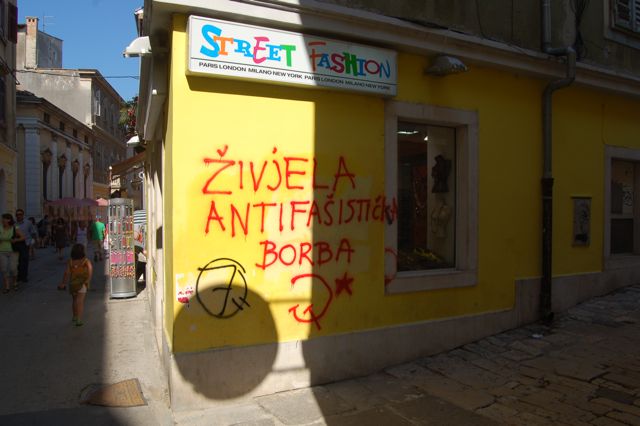 STREET FASHION
PARIS LONDON MILANO NEW YORK PARIS LONDON MILANO NEW YORK
ŽIVJELA
ANTIFAŠISTIČKA
BORBA